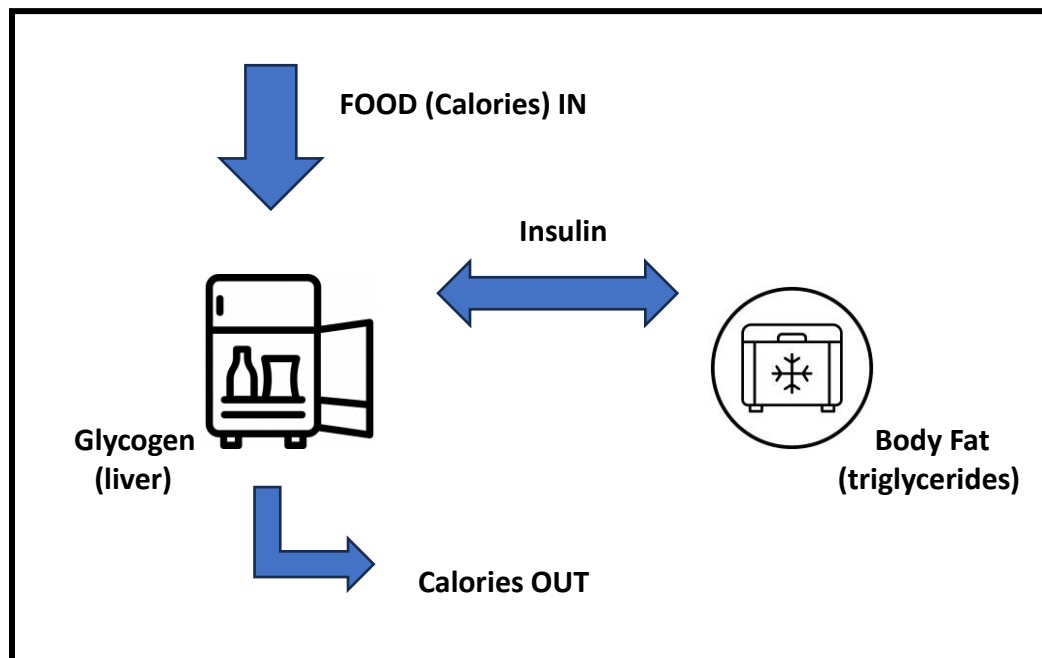 FOOD (Calories) IN
Insulin
Glycogen
(liver)
Body Fat
(triglycerides)
Calories OUT